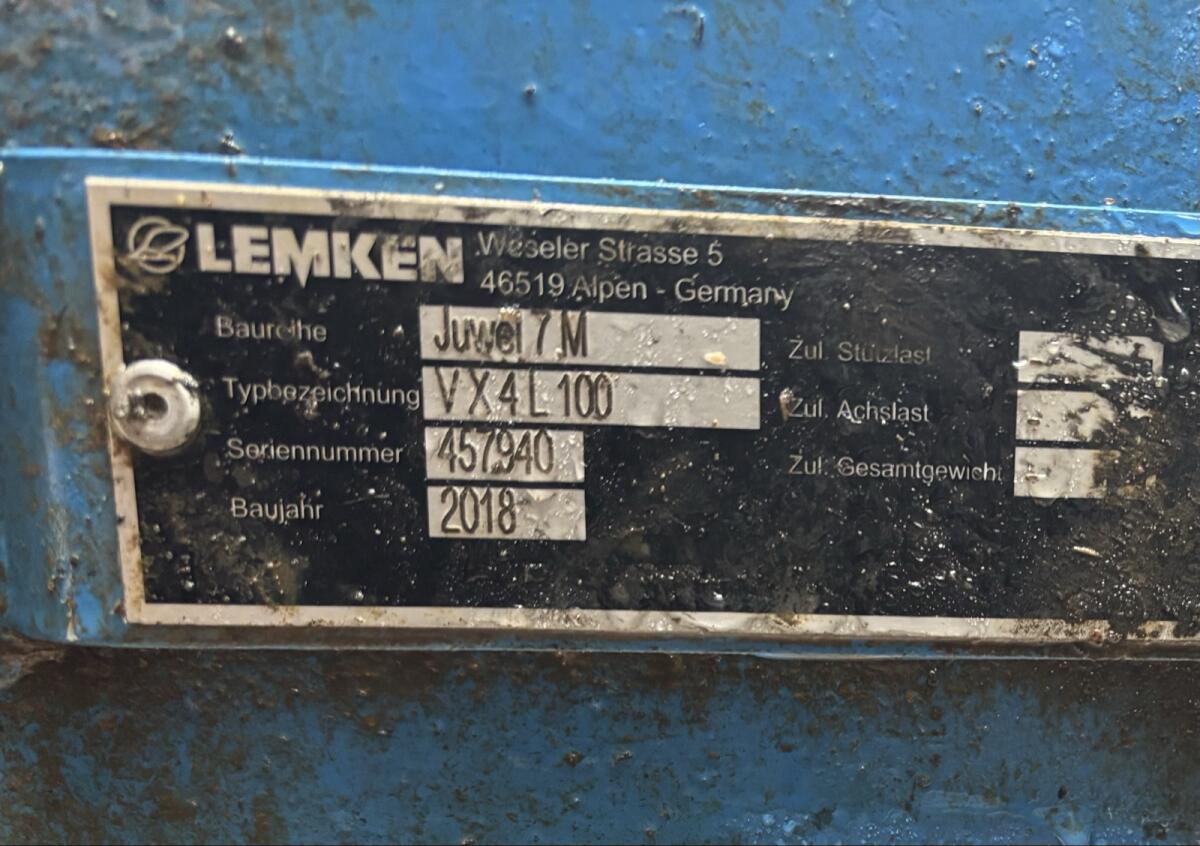 LEMKEN Weseler Strasse 5
46519 Alpen - Germany
Baureihe Juwel 7 M
Typbezeichnung V X 4 L 100
Seriennummer 457940
Baujahr 2018
Zul. Stützlast -
Zul. Achslast -
Zul. Gesamtgewicht -